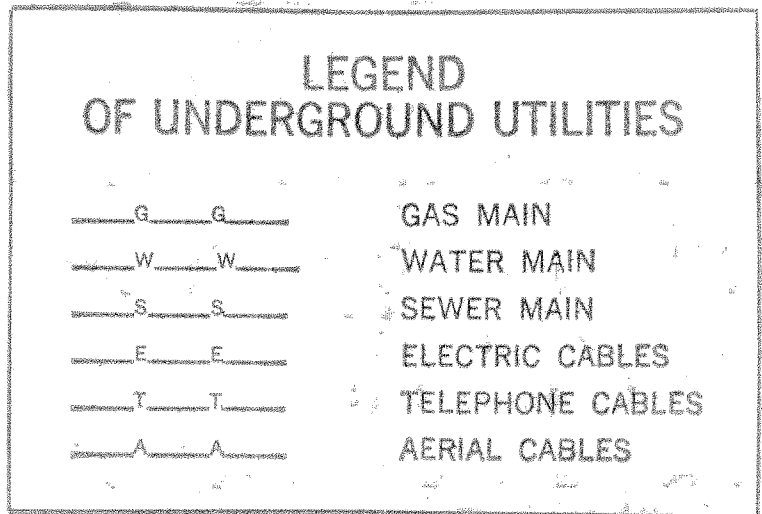 LEGEND
OF UNDERGROUND UTILITIES
G G GAS MAIN
W W WATER MAIN
S S SEWER MAIN
E E ELECTRIC CABLES
T T TELEPHONE CABLES
A A AERIAL CABLES